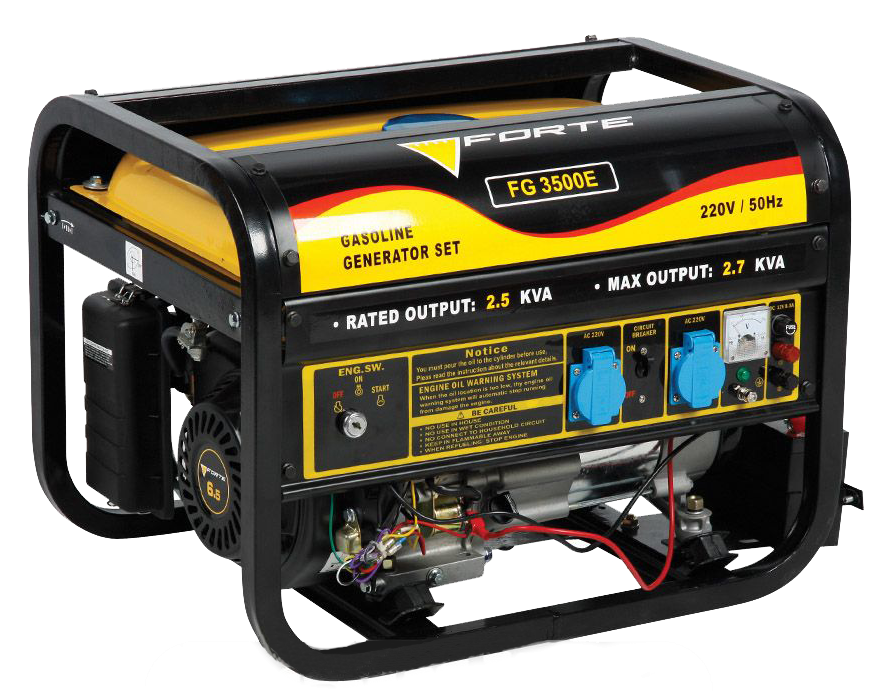 FORTE
FG 3500E
220V / 50Hz
GASOLINE
GENERATOR SET
• RATED OUTPUT: 2.5 KVA
• MAX OUTPUT: 2.7 KVA
ENG.SW.
ON
OFF
START
Notice
You must pour the oil to the cylinder before use.
Please read the instruction about the relevant details.
ENGINE OIL WARNING SYSTEM
When the oil location is too low, thy engine oil
warning system will automatic stop running
from damage the engine.
BE CAREFUL
• NO USE IN HOUSE
• NO USE IN WET CONDITION
• NO CONNECT TO HOUSEHOLD CIRCUIT
• KEEP IN FLAMMABLE AWAY
• WHEN REFUELING. STOP ENGINE
AC 220V
CIRCUIT
BREAKER
ON
OFF
AC 220V
V
FUSE
FORTE
6.5